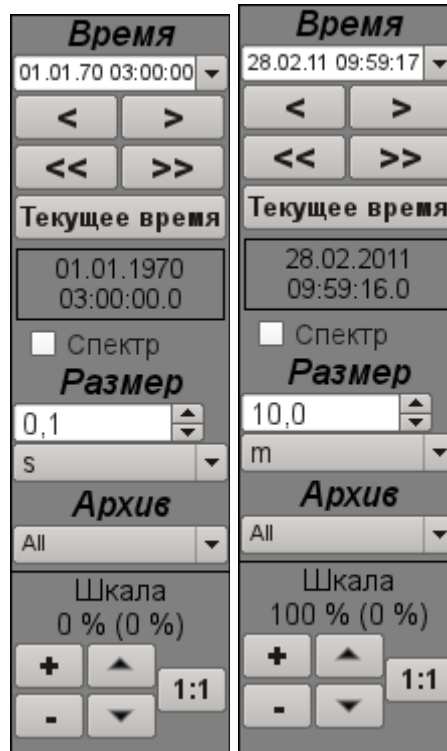 Время
01.01.70 03:00:00
< >
<< >>
Текущее время
01.01.1970
03:00:00.0
Спектр
Размер
0,1
s
Архив
All
Шкала
0 % (0 %)
+
1:1
-
Время
28.02.11 09:59:17
< >
<< >>
Текущее время
28.02.2011
09:59:16.0
Спектр
Размер
10,0
m
Архив
All
Шкала
100 % (0 %)
+
1:1
-